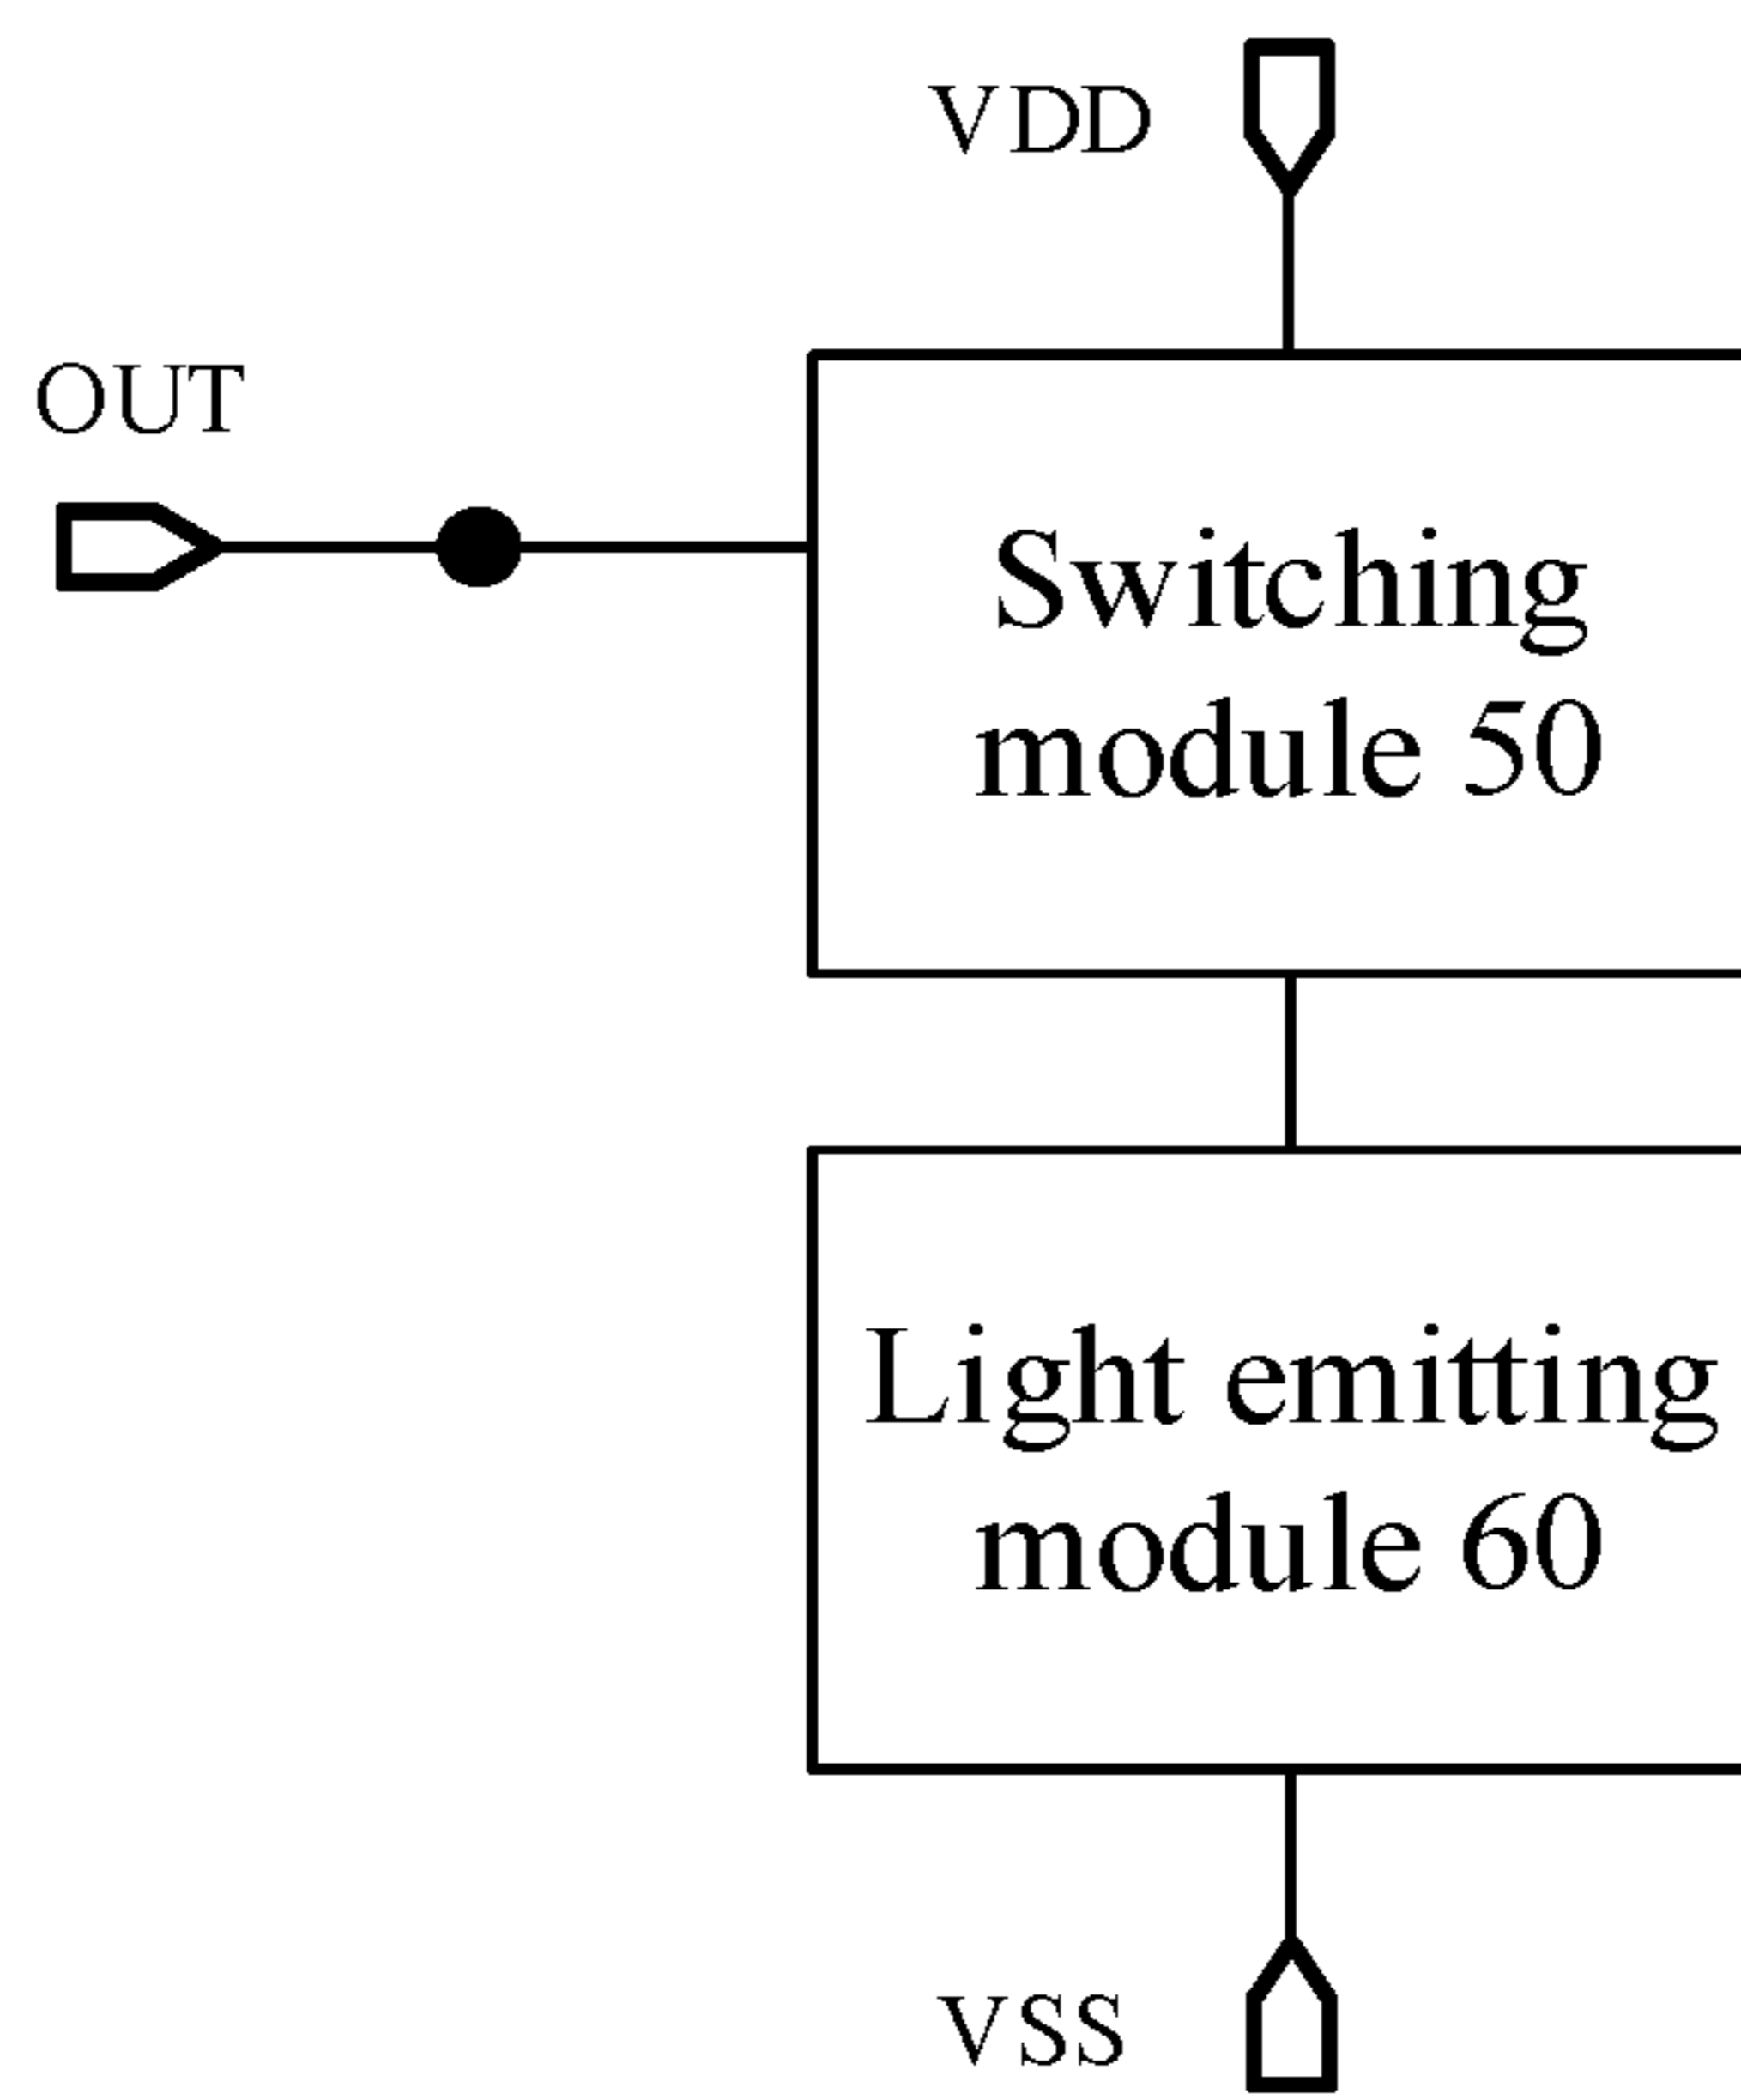 VDD
OUT
Switching
module 50
Light emitting
module 60
VSS